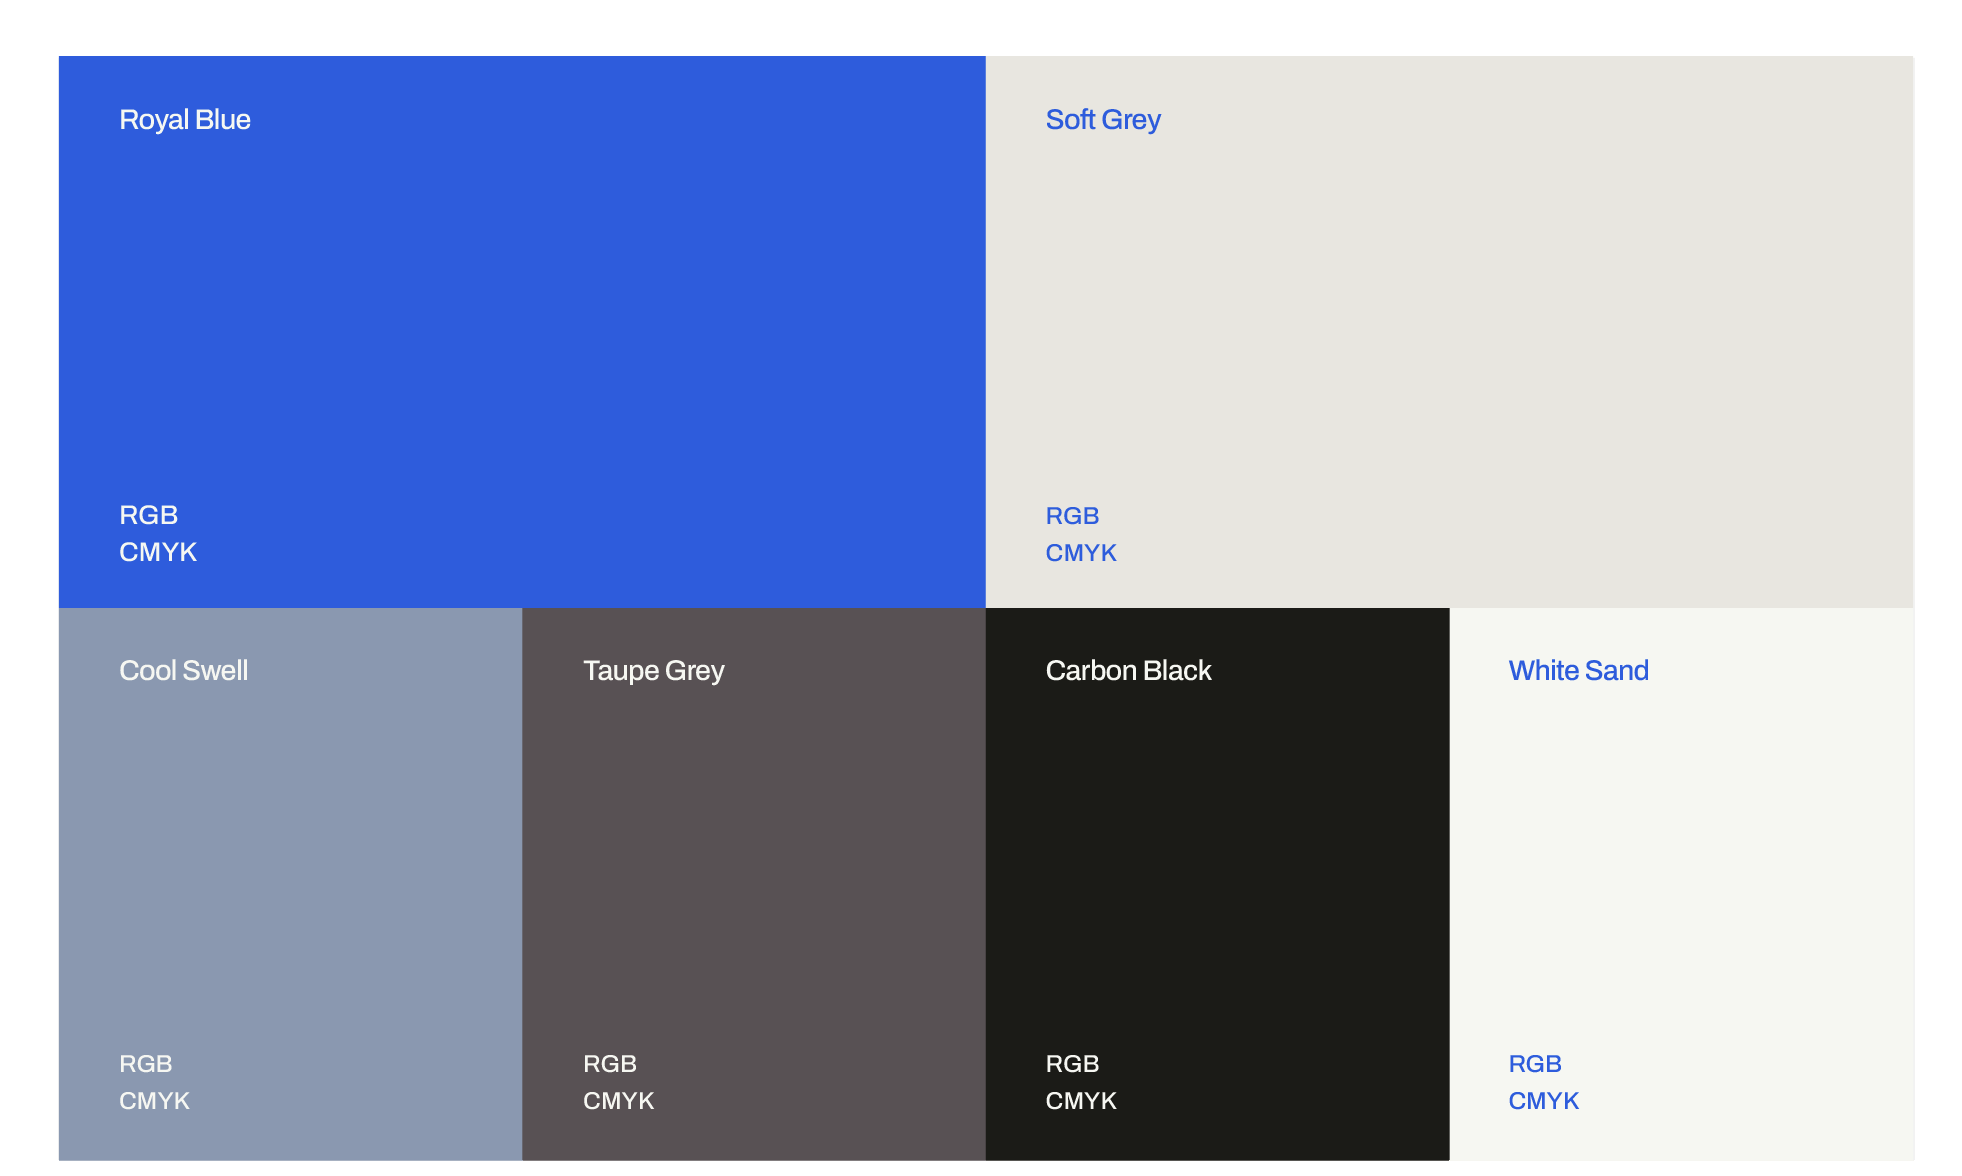 Royal Blue
RGB
CMYK
Soft Grey
RGB
CMYK
Cool Swell
RGB
CMYK
Taupe Grey
RGB
CMYK
Carbon Black
RGB
CMYK
White Sand
RGB
CMYK